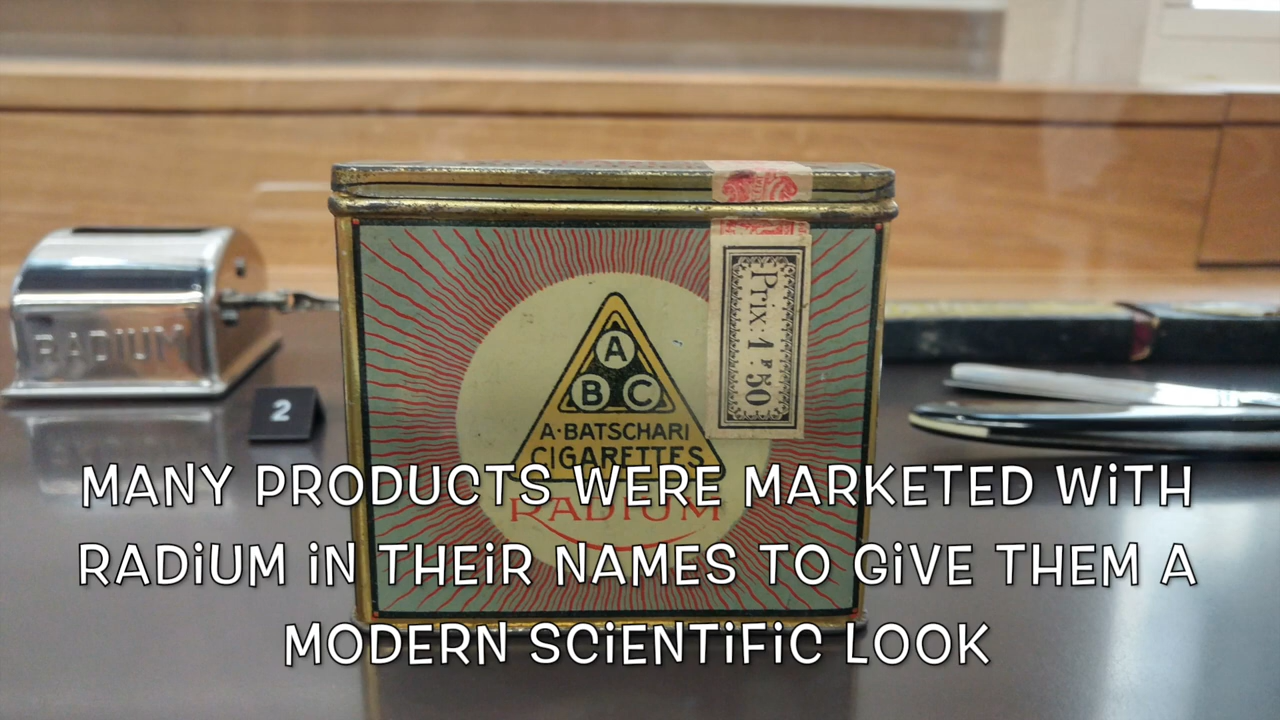 RADIUM
2
A
B C
A·BATSCHARI
CIGARETTES
RADIUM
Prix: 1F.50
MANY PRODUCTS WERE MARKETED WiTH
RADiUM iN THEiR NAMES TO GiVE THEM A
MODERN SCiENTiFiC LOOK